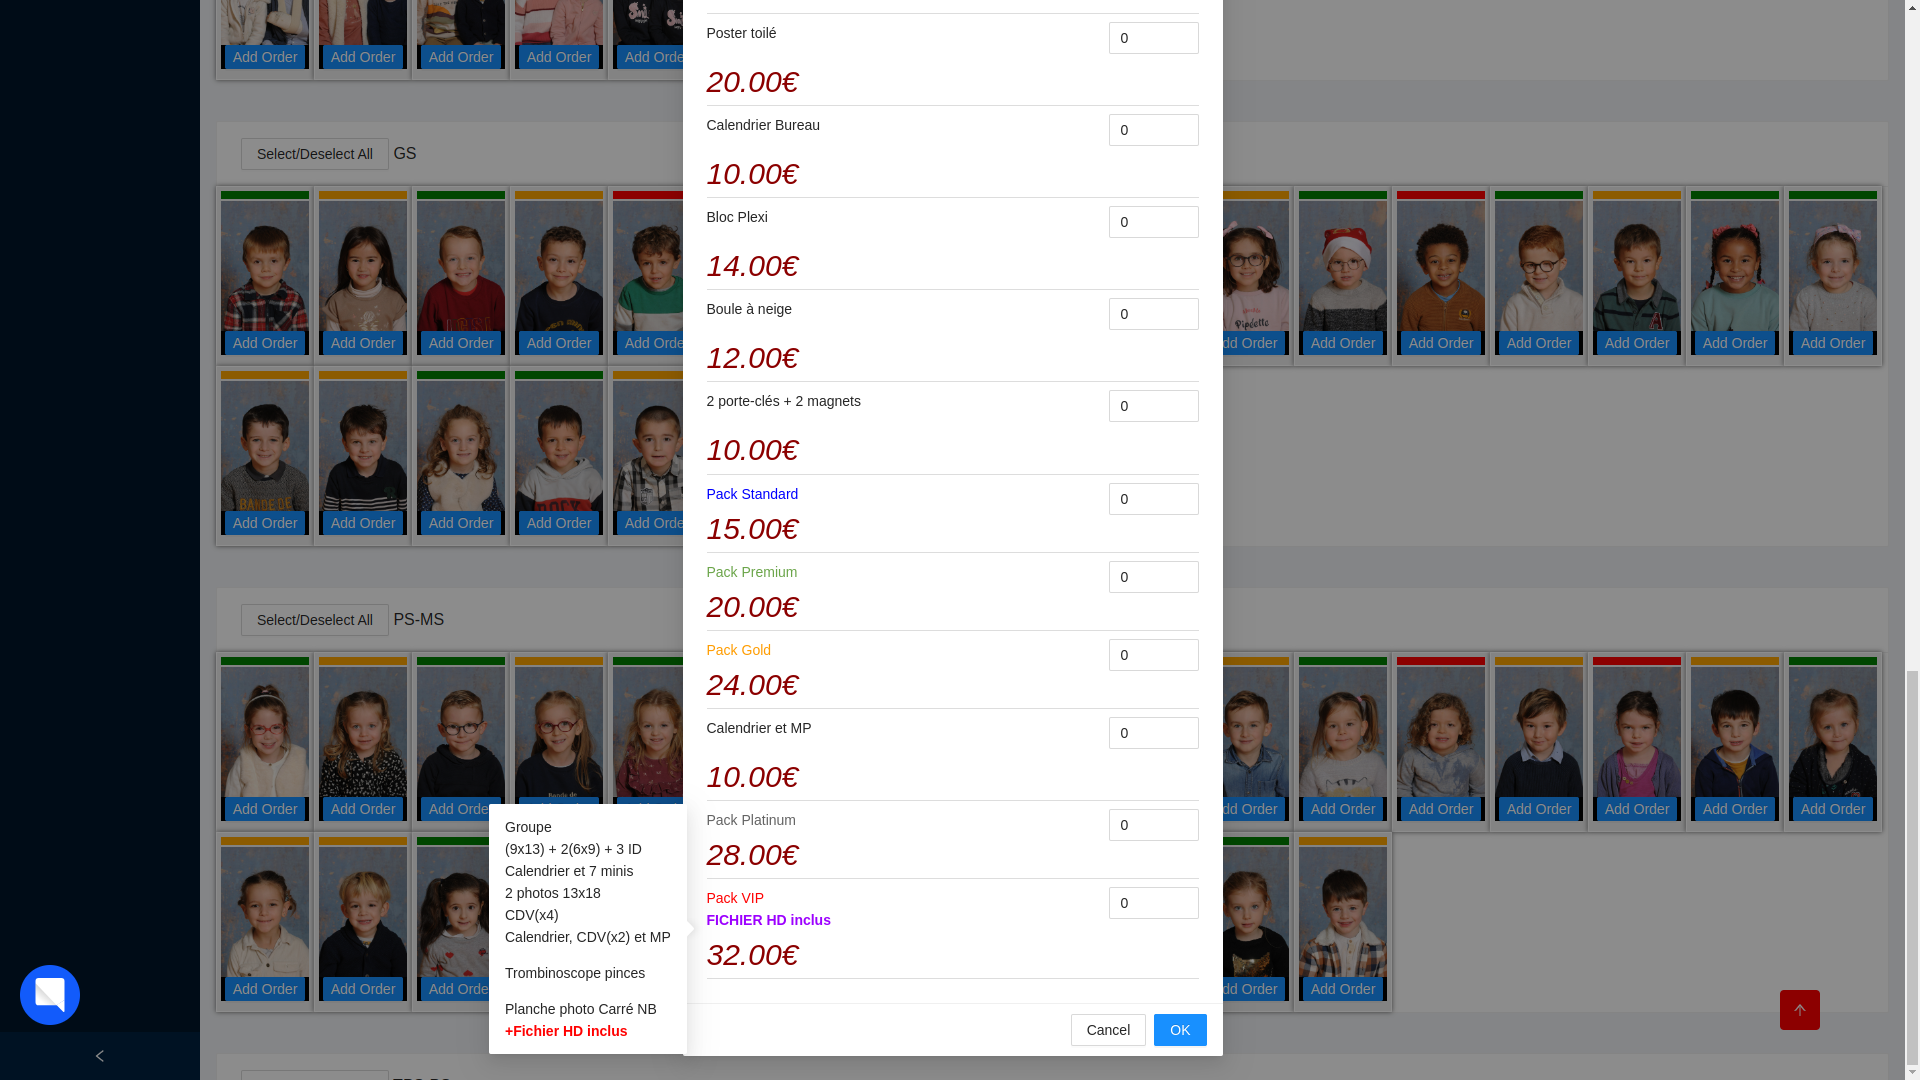 Add Order
Add Order
Add Order
Add Order
Add Orde
Poster toilé
0
20.00€
Calendrier Bureau
0
10.00€
Bloc Plexi
0
14.00€
Boule à neige
0
12.00€
2 porte-clés + 2 magnets
0
10.00€
Pack Standard
0
15.00€
Pack Premium
0
20.00€
Pack Gold
0
24.00€
Calendrier et MP
0
10.00€
Pack Platinum
0
28.00€
Pack VIP
FICHIER HD inclus
0
32.00€
Cancel
OK
Groupe
(9x13) + 2(6x9) + 3 ID
Calendrier et 7 minis
2 photos 13x18
CDV(x4)
Calendrier, CDV(x2) et MP
Trombinoscope pinces
Planche photo Carré NB
+Fichier HD inclus
Select/Deselect All
GS
Add Order
Add Order
Add Order
Add Order
Add Orde
dd Order
Add Order
Add Order
Add Order
Add Order
Add Order
Add Order
Add Order
Add Order
Add Order
Add Order
Add Orde
Select/Deselect All
PS-MS
Add Order
Add Order
Add Orde
dd Order
Add Order
Add Order
Add Order
Add Order
Add Order
Add Order
Add Order
Add Order
Add O
dd Order
Add Order